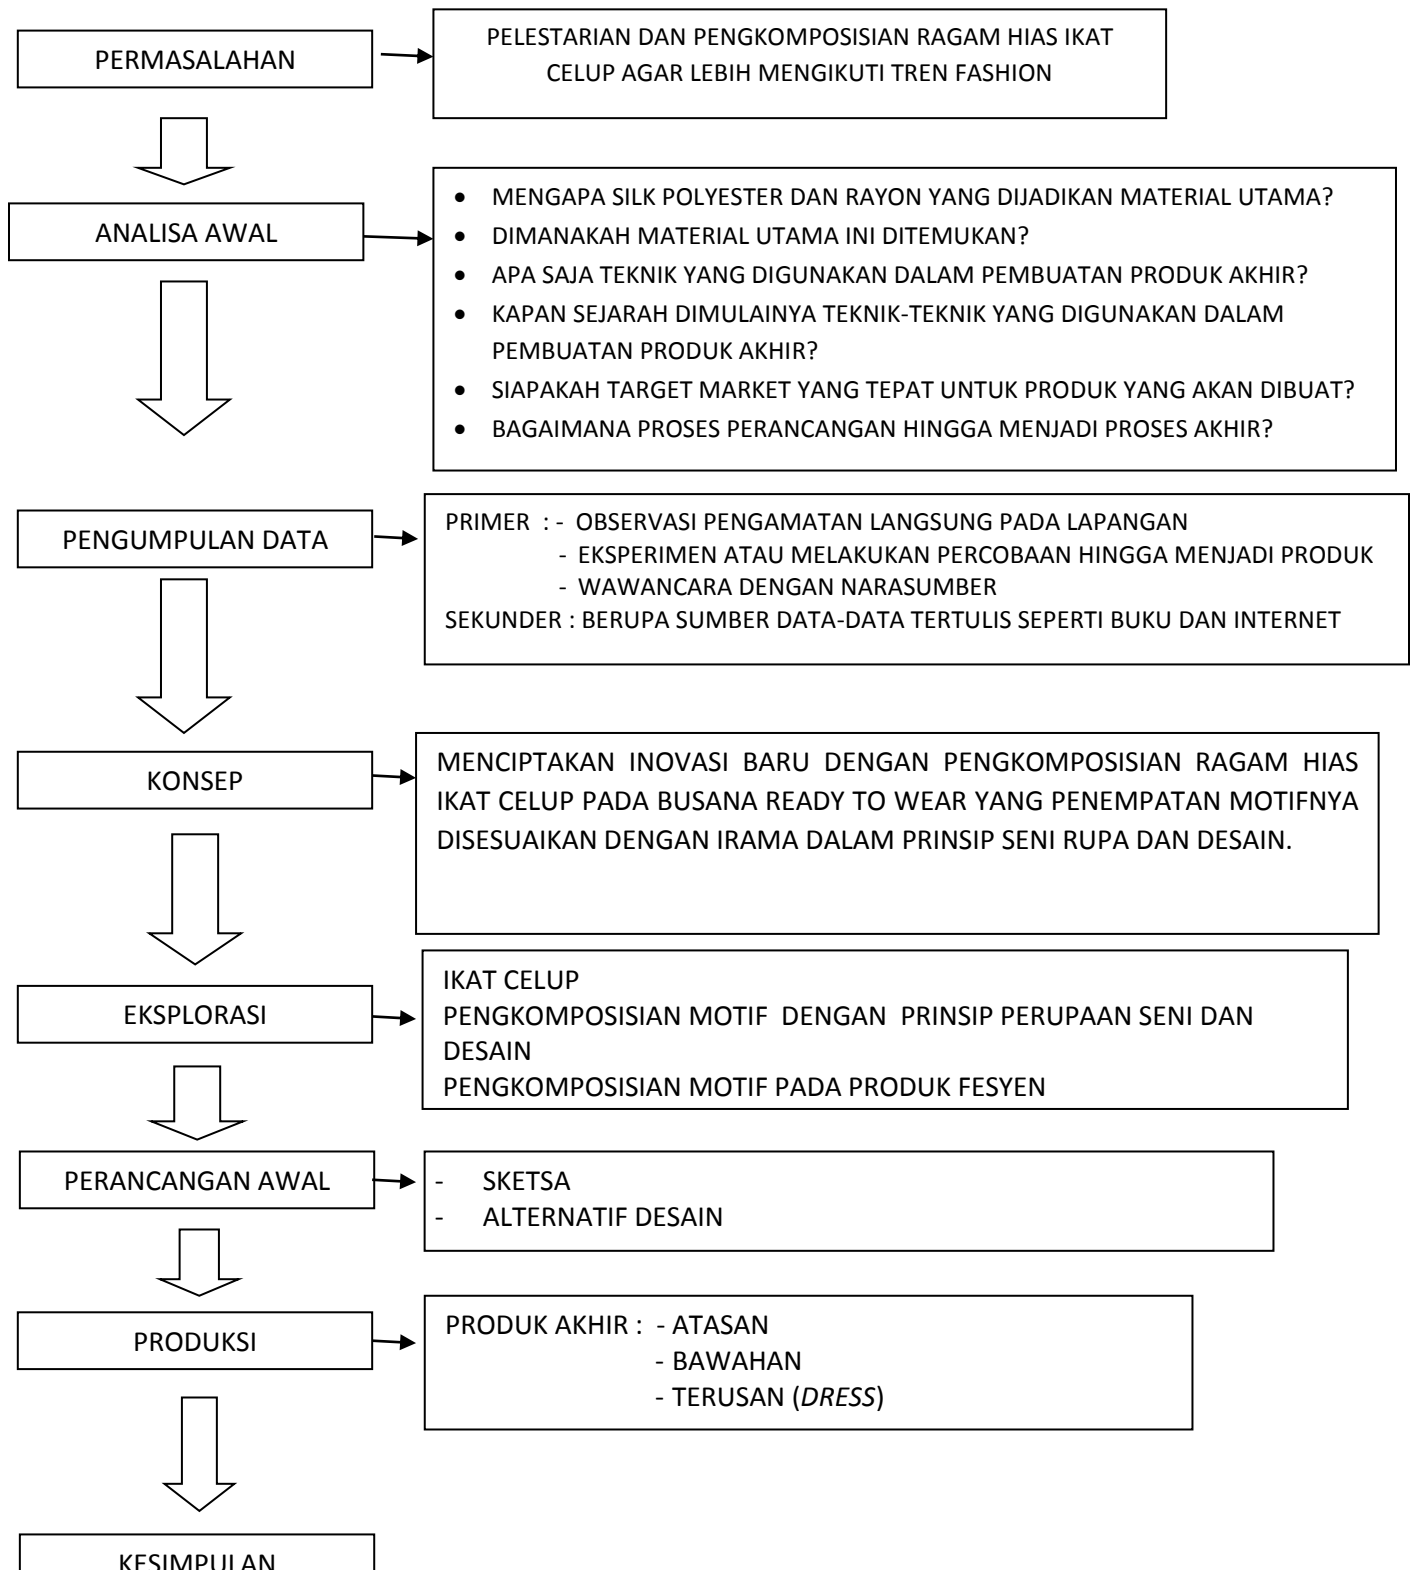 PERMASALAHAN
PELESTARIAN DAN PENGKOMPOSISIAN RAGAM HIAS IKAT
CELUP AGAR LEBIH MENGIKUTI TREN FASHION
ANALISA AWAL
• MENGAPA SILK POLYESTER DAN RAYON YANG DIJADIKAN MATERIAL UTAMA?
• DIMANAKAH MATERIAL UTAMA INI DITEMUKAN?
• APA SAJA TEKNIK YANG DIGUNAKAN DALAM PEMBUATAN PRODUK AKHIR?
• KAPAN SEJARAH DIMULAINYA TEKNIK-TEKNIK YANG DIGUNAKAN DALAM
PEMBUATAN PRODUK AKHIR?
• SIAPAKAH TARGET MARKET YANG TEPAT UNTUK PRODUK YANG AKAN DIBUAT?
• BAGAIMANA PROSES PERANCANGAN HINGGA MENJADI PROSES AKHIR?
PENGUMPULAN DATA
PRIMER : - OBSERVASI PENGAMATAN LANGSUNG PADA LAPANGAN
- EKSPERIMEN ATAU MELAKUKAN PERCOBAAN HINGGA MENJADI PRODUK
- WAWANCARA DENGAN NARASUMBER
SEKUNDER : BERUPA SUMBER DATA-DATA TERTULIS SEPERTI BUKU DAN INTERNET
KONSEP
MENCIPTAKAN INOVASI BARU DENGAN PENGKOMPOSISIAN RAGAM HIAS
IKAT CELUP PADA BUSANA READY TO WEAR YANG PENEMPATAN MOTIFNYA
DISESUAIKAN DENGAN IRAMA DALAM PRINSIP SENI RUPA DAN DESAIN.
EKSPLORASI
IKAT CELUP
PENGKOMPOSISIAN MOTIF DENGAN PRINSIP PERUPAAN SENI DAN
DESAIN
PENGKOMPOSISIAN MOTIF PADA PRODUK FESYEN
PERANCANGAN AWAL
- SKETSA
- ALTERNATIF DESAIN
PRODUKSI
PRODUK AKHIR : - ATASAN
- BAWAHAN
- TERUSAN (DRESS)
KESIMPULAN